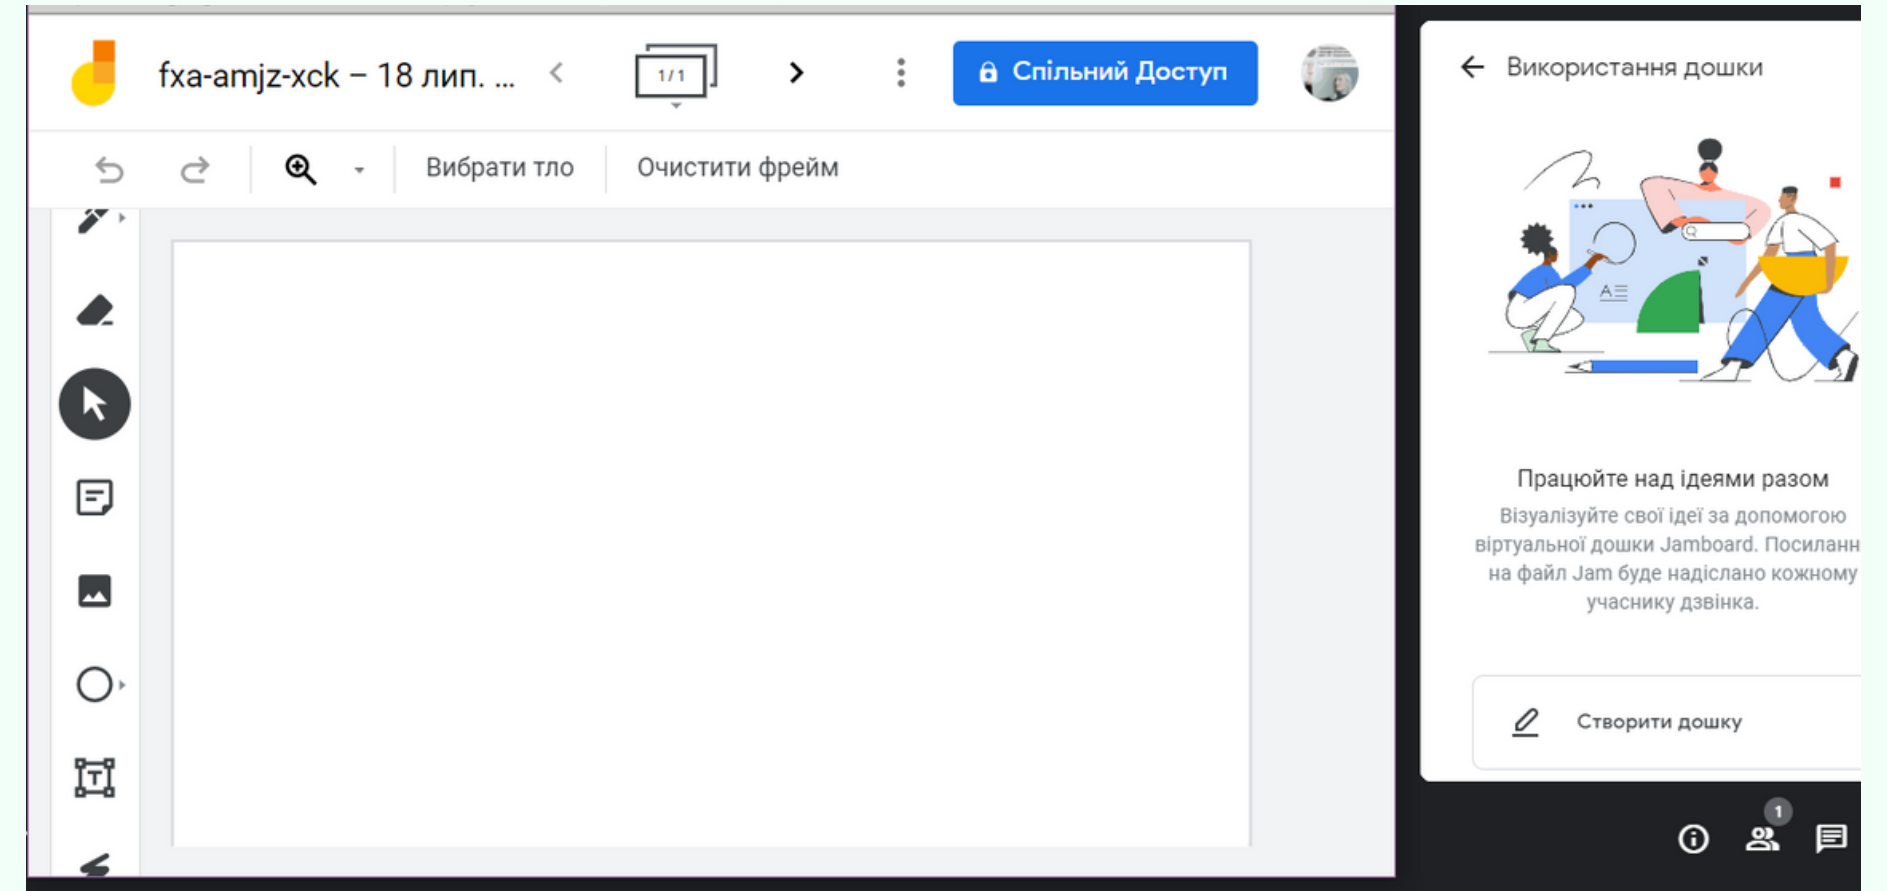 fxa-amjz-xck – 18 лип. ...
1/1
Спільний Доступ
Вибрати тло
Очистити фрейм
Використання дошки
Працюйте над ідеями разом
Візуалізуйте свої ідеї за допомогою
віртуальної дошки Jamboard. Посиланн
на файл Jam буде надіслано кожному
учаснику дзвінка.
Створити дошку
1